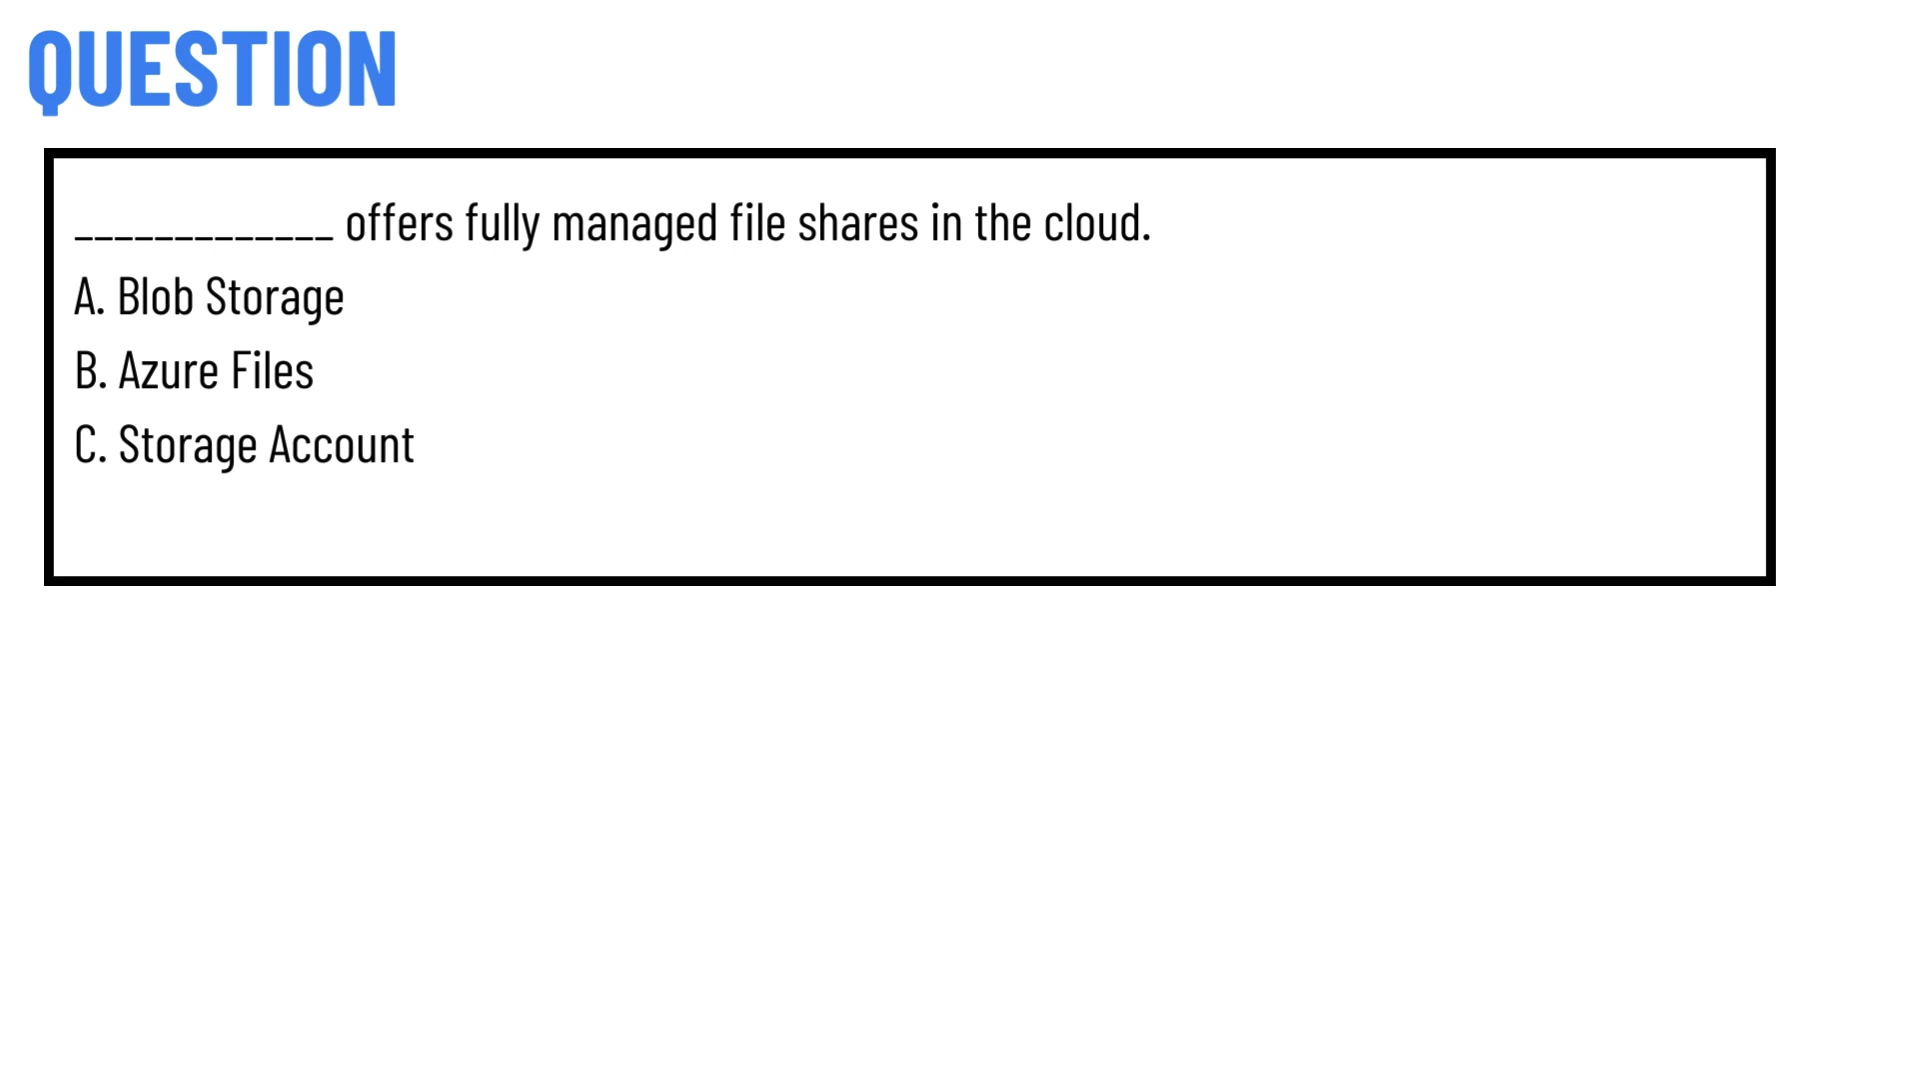 QUESTION
_____________ offers fully managed file shares in the cloud.
A. Blob Storage
B. Azure Files
C. Storage Account